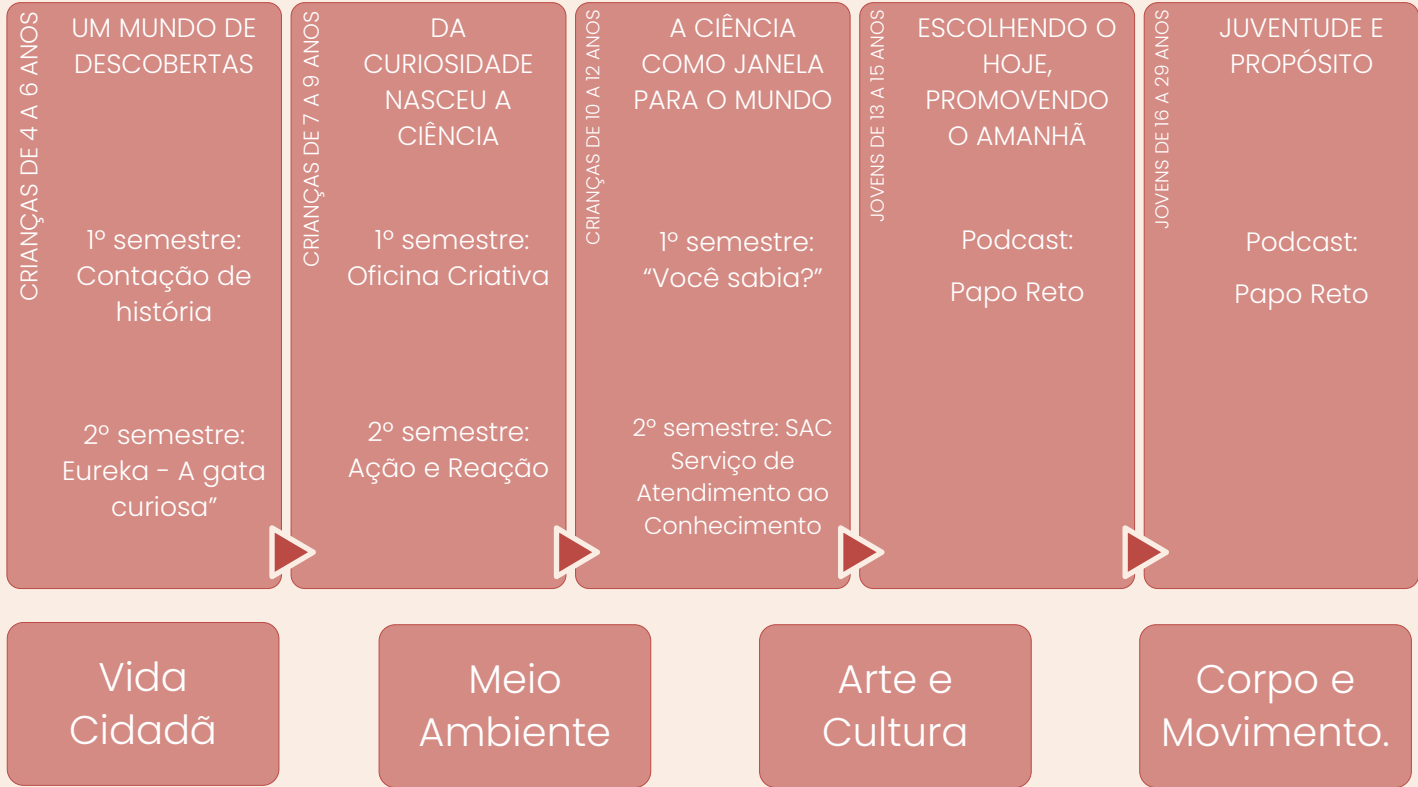 CRIANÇAS DE 4 A 6 ANOS
UM MUNDO DE
DESCOBERTAS
1º semestre:
Contação de
história
2º semestre:
Eureka - A gata
curiosa”
CRIANÇAS DE 7 A 9 ANOS
DA
CURIOSIDADE
NASCEU A
CIÊNCIA
1º semestre:
Oficina Criativa
2º semestre:
Ação e Reação
CRIANÇAS DE 10 A 12 ANOS
A CIÊNCIA
COMO JANELA
PARA O MUNDO
1º semestre:
“Você sabia?”
2º semestre: SAC
Serviço de
Atendimento ao
Conhecimento
JOVENS DE 13 A 15 ANOS
ESCOLHENDO O
HOJE,
PROMOVENDO
O AMANHÃ
Podcast:
Papo Reto
JOVENS DE 16 A 29 ANOS
JUVENTUDE E
PROPÓSITO
Podcast:
Papo Reto
Vida
Cidadã
Meio
Ambiente
Arte e
Cultura
Corpo e
Movimento.